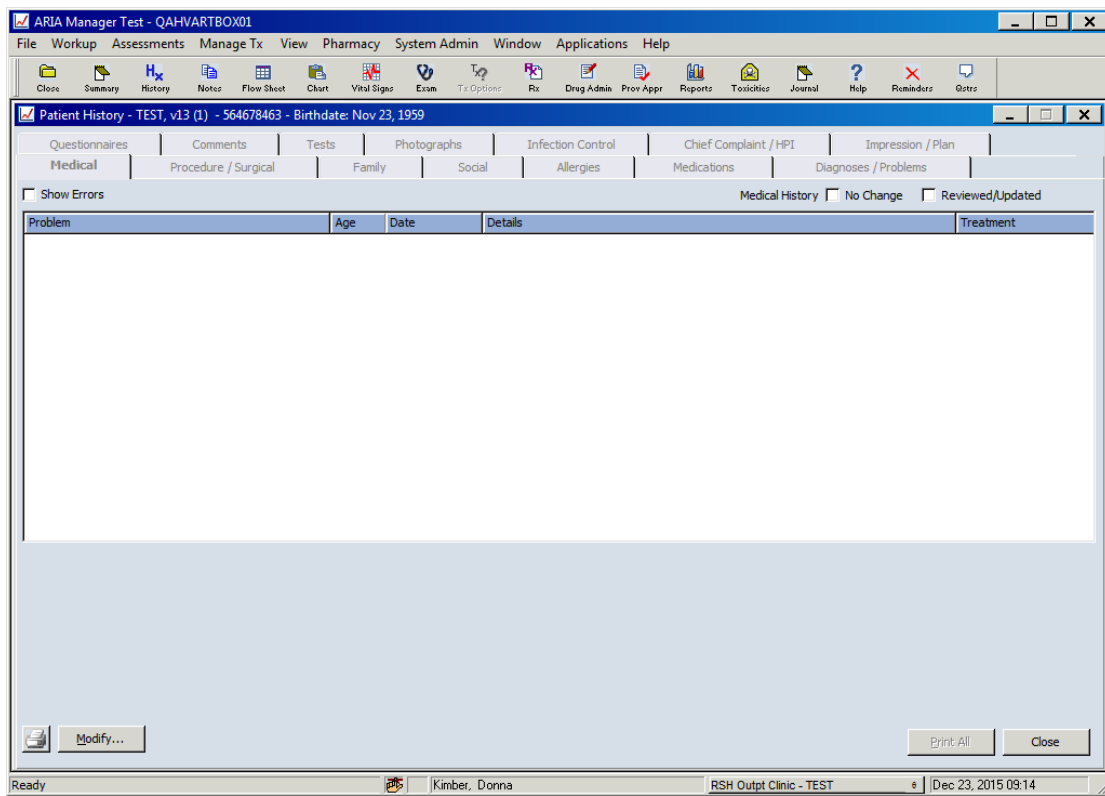 ARIA Manager Test - QAHVARTBOX01
File Workup Assessments Manage Tx View Pharmacy System Admin Window Applications Help
Close Summary History Notes Flow Sheet Chart Vital Signs Exam Tx Options Rx Drug Admin Prov Appr Reports Toxicities Journal Help Reminders Qstrs
Patient History - TEST, v13 (1) - 564678463 - Birthdate: Nov 23, 1959
Questionnaires Comments Tests Photographs Infection Control Chief Complaint / HPI Impression / Plan
Medical Procedure / Surgical Family Social Allergies Medications Diagnoses / Problems
Show Errors Medical History No Change Reviewed/Updated
Problem Age Date Details Treatment
Modify... Print All Close
Ready Kimber, Donna RSH Outpt Clinic - TEST Dec 23, 2015 09:14